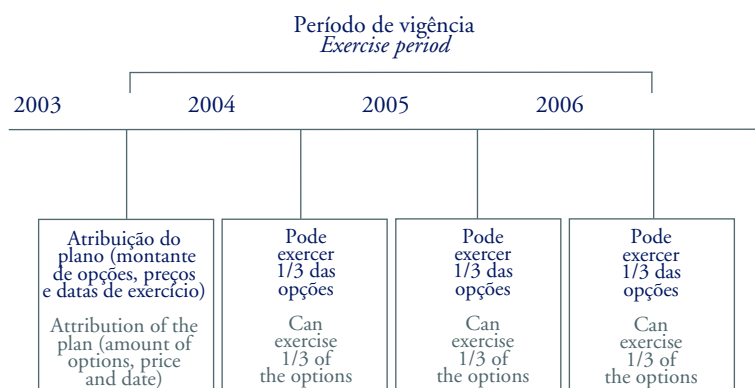 Período de vigência
Exercise period
2003
2004
2005
2006
Atribuição do
plano (montante
de opções, preços
e datas de exercício)
Attribution of the
plan (amount of
options, price
and date)
Pode
exercer
1/3 das
opções
Can
exercise
1/3 of
the options
Pode
exercer
1/3 das
opções
Can
exercise
1/3 of
the options
Pode
exercer
1/3 das
opções
Can
exercise
1/3 of
the options